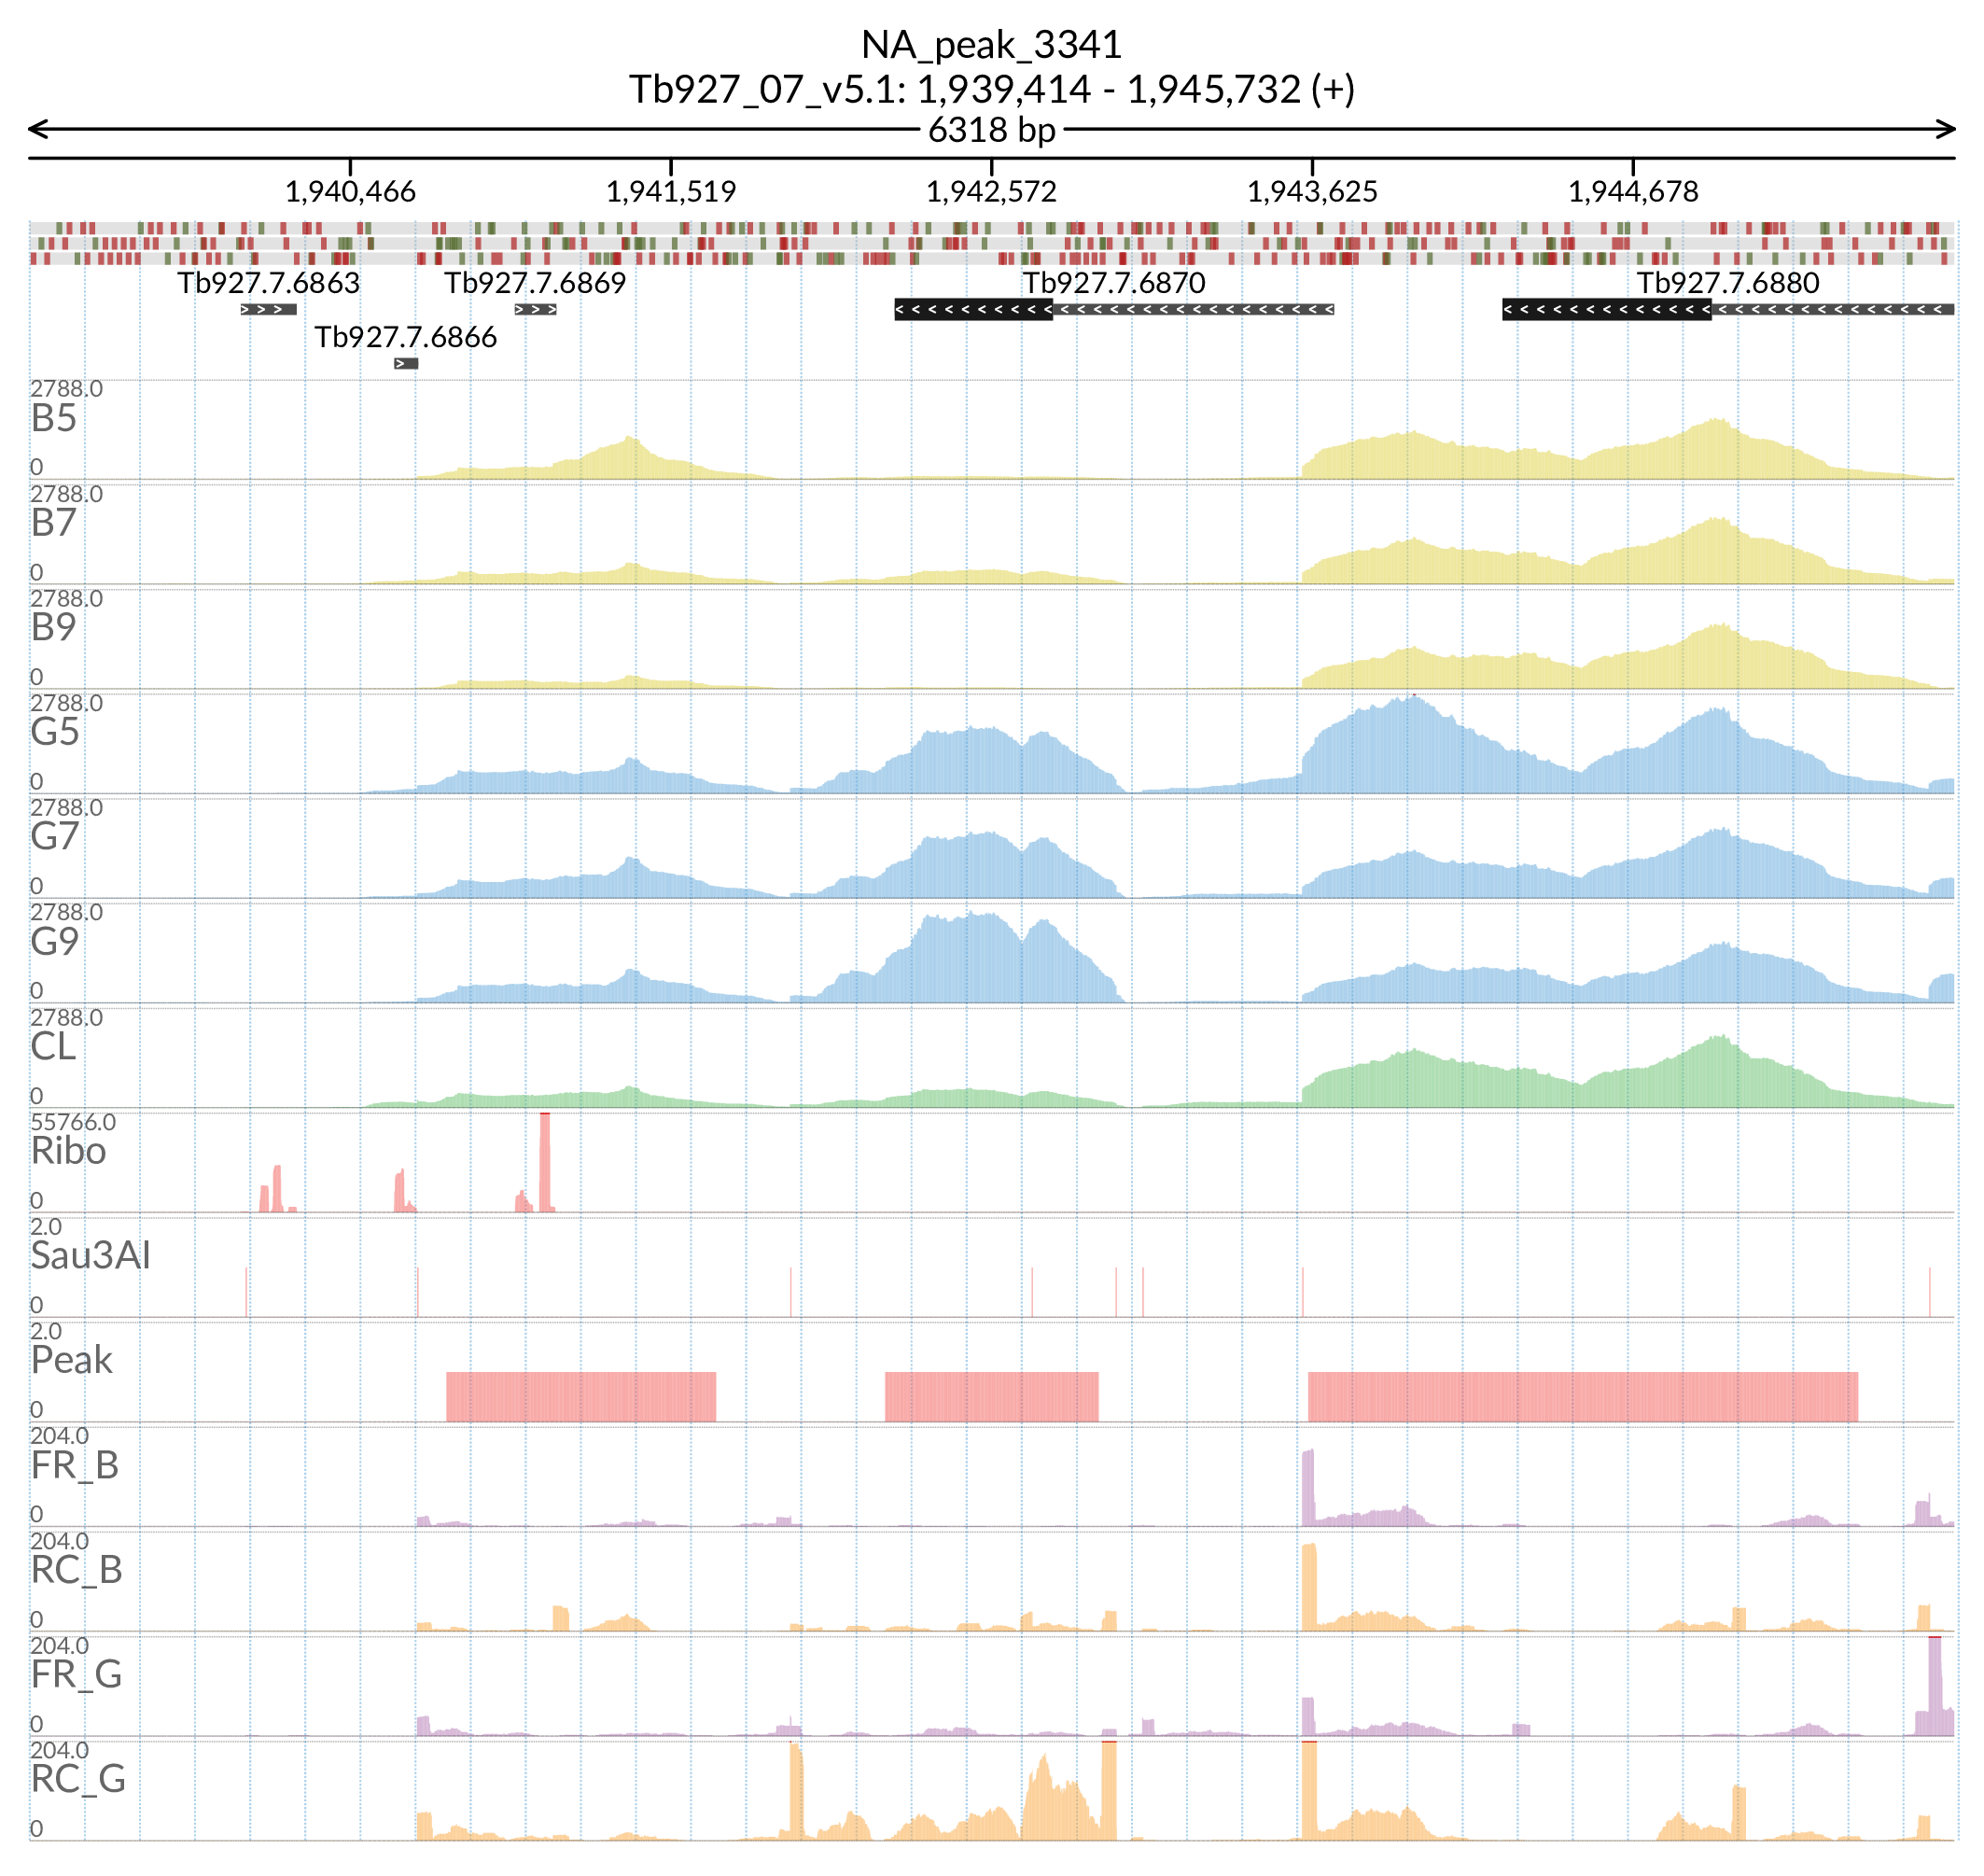 NA_peak_3341
Tb927_07_v5.1: 1,939,414 - 1,945,732 (+)
6318 bp
1,940,466 1,941,519 1,942,572 1,943,625 1,944,678
Tb927.7.6863 Tb927.7.6869 Tb927.7.6870 Tb927.7.6880
Tb927.7.6866
2788.0
B5
0
2788.0
B7
0
2788.0
B9
0
2788.0
G5
0
2788.0
G7
0
2788.0
G9
0
2788.0
CL
0
55766.0
Ribo
0
2.0
Sau3AI
0
2.0
Peak
0
204.0
FR_B
0
204.0
RC_B
0
204.0
FR_G
0
204.0
RC_G
0